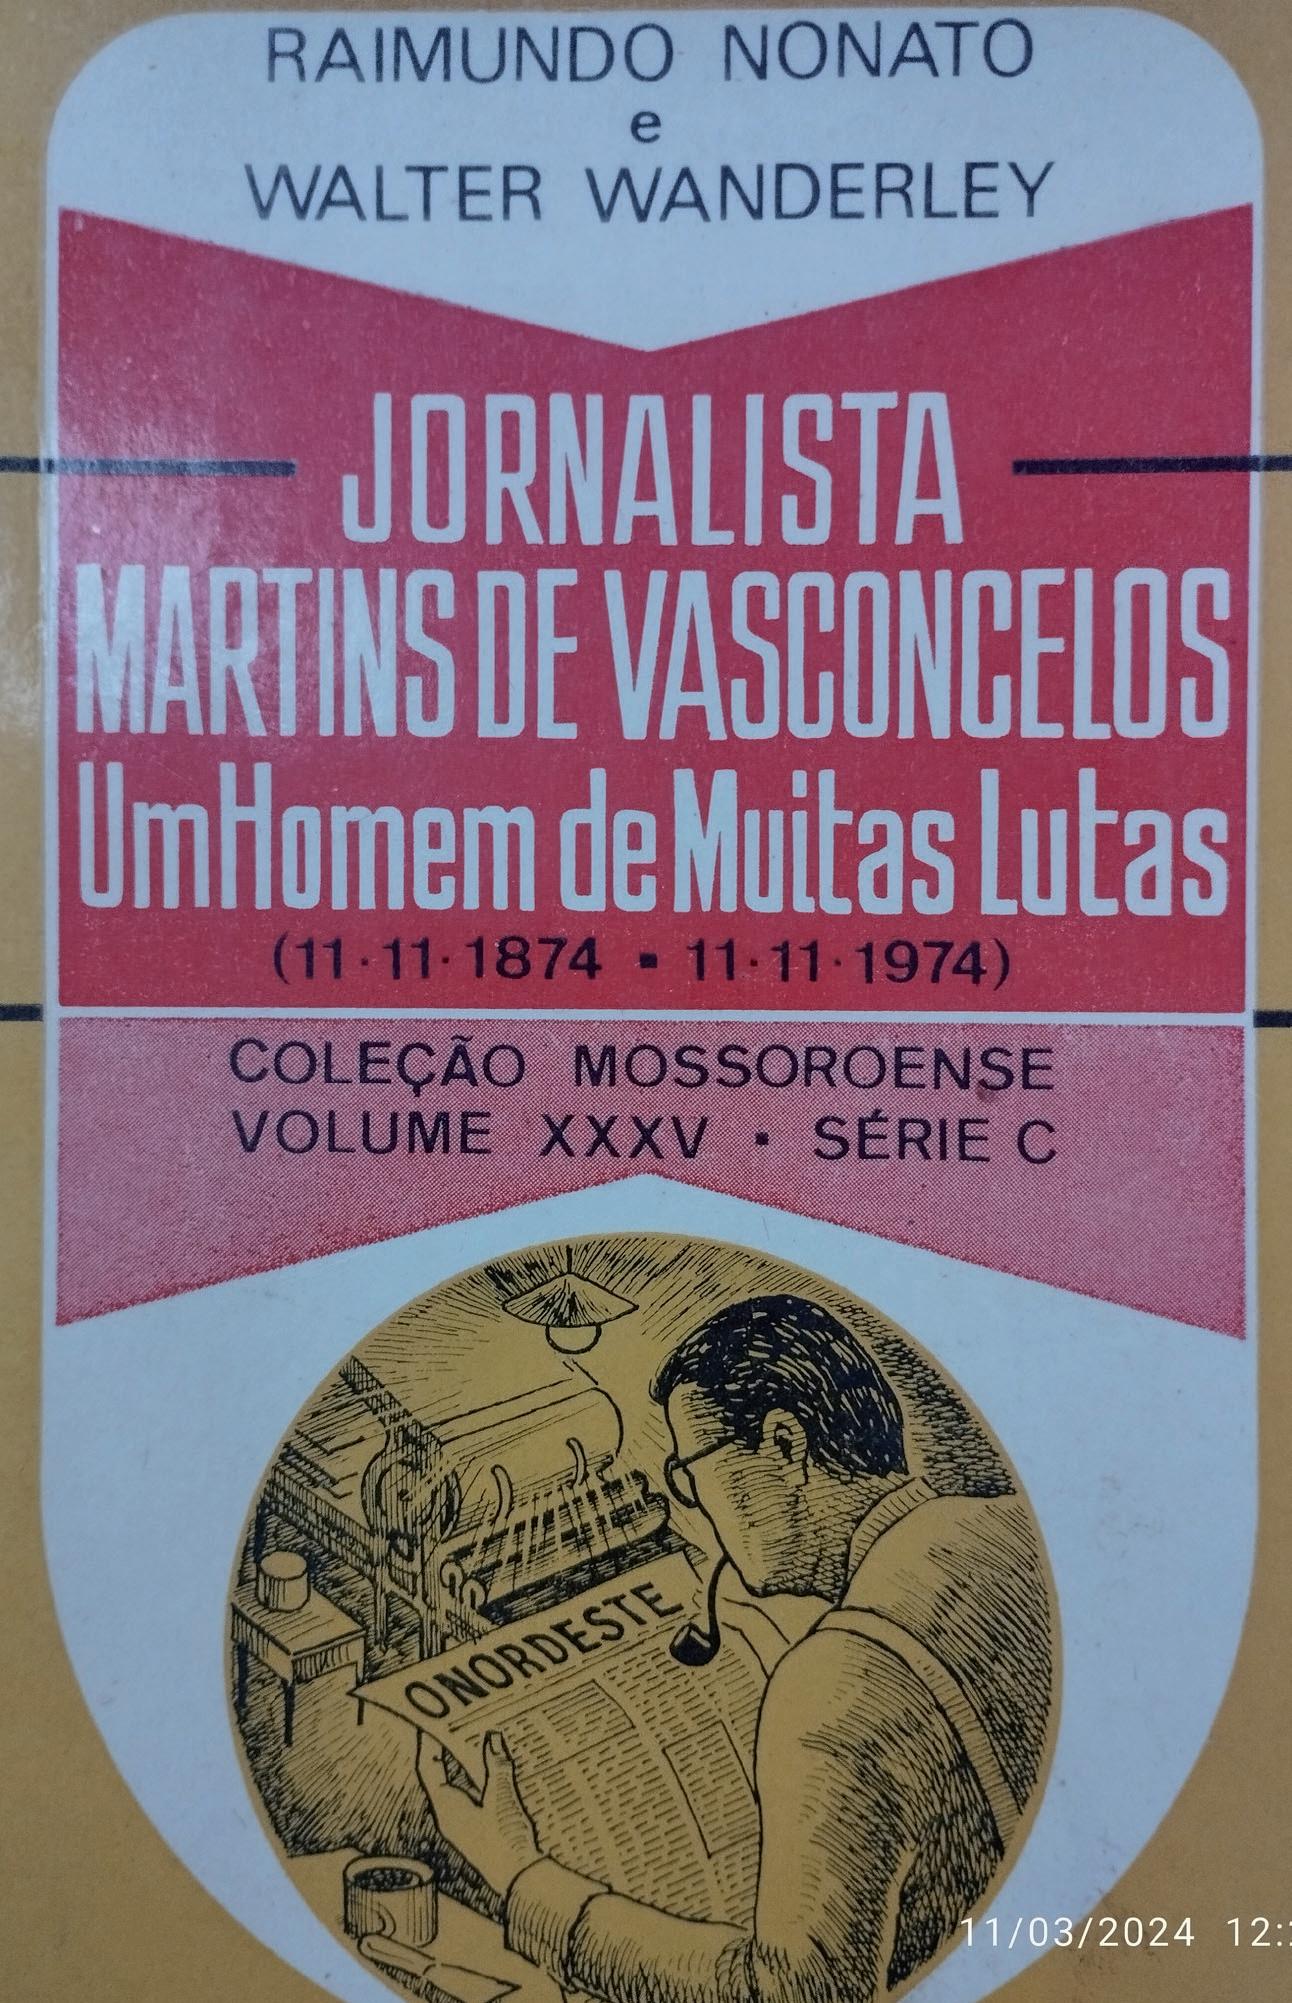 RAIMUNDO NONATO
e
WALTER WANDERLEY
JORNALISTA
MARTINS DE VASCONCELOS
Um Homem de Muitas Lutas
(11·11·1874 - 11·11·1974)
COLEÇÃO MOSSOROENSE
VOLUME XXXV · SÉRIE C
O NORDESTE
11/03/2024 12: